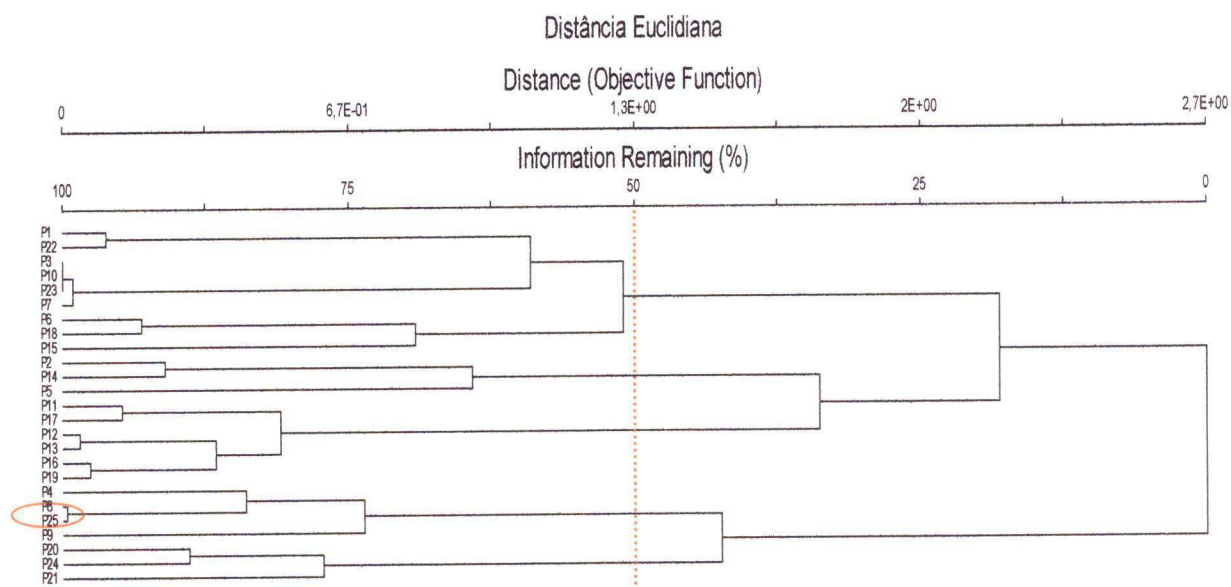 Distância Euclidiana
Distance (Objective Function)
0 6,7E-01 1,3E+00 2E+00 2,7E+00
Information Remaining (%)
100 75 50 25 0
P1
P22
P3
P10
P23
P7
P6
P18
P15
P2
P14
P5
P11
P17
P12
P13
P16
P19
P4
P25
P9
P20
P24
P21